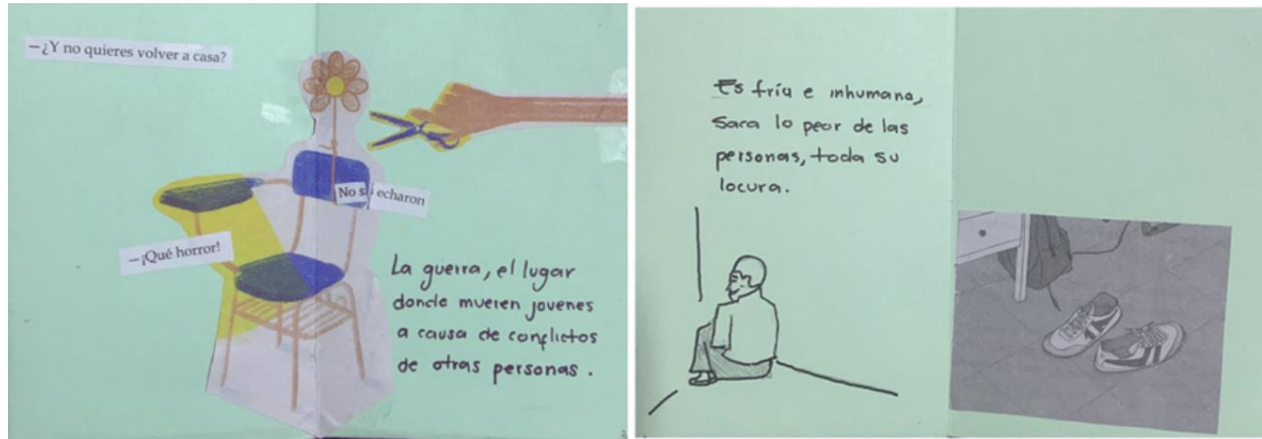 —¿Y no quieres volver a casa?
No s i echaron
—¡Qué horror!
La guerra, el lugar
donde mueren jovenes
a causa de conflictos
de otras personas.
Es fría e inhumana,
Saca lo peor de las
personas, toda su
locura.